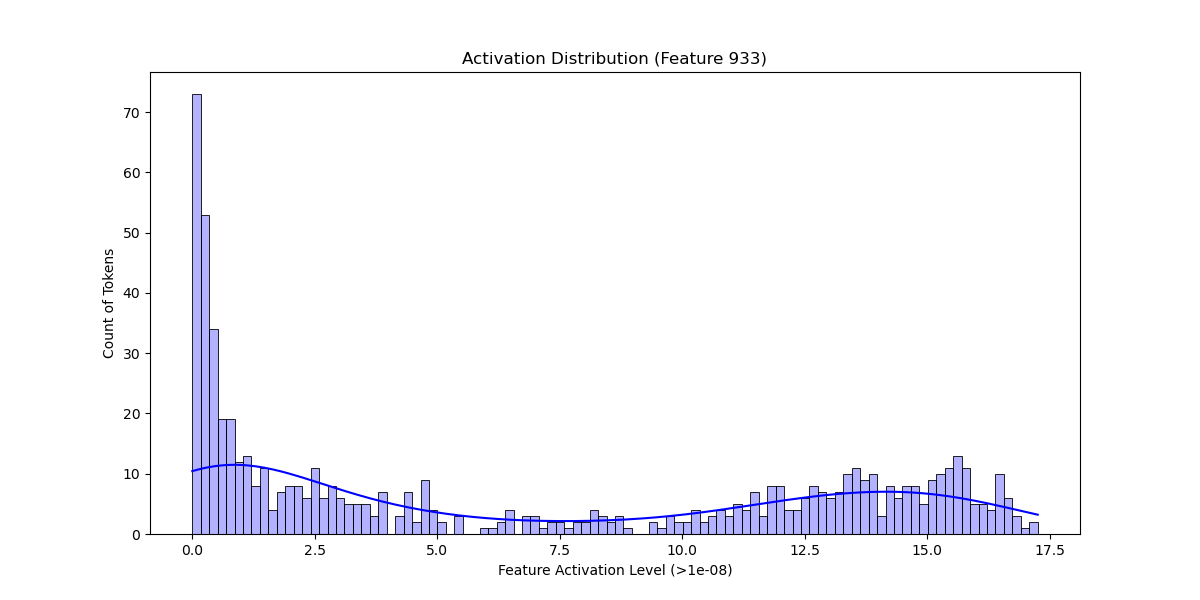 Activation Distribution (Feature 933)
Count of Tokens
70
60
50
40
30
20
10
0
0.0 2.5 5.0 7.5 10.0 12.5 15.0 17.5
Feature Activation Level (>1e-08)